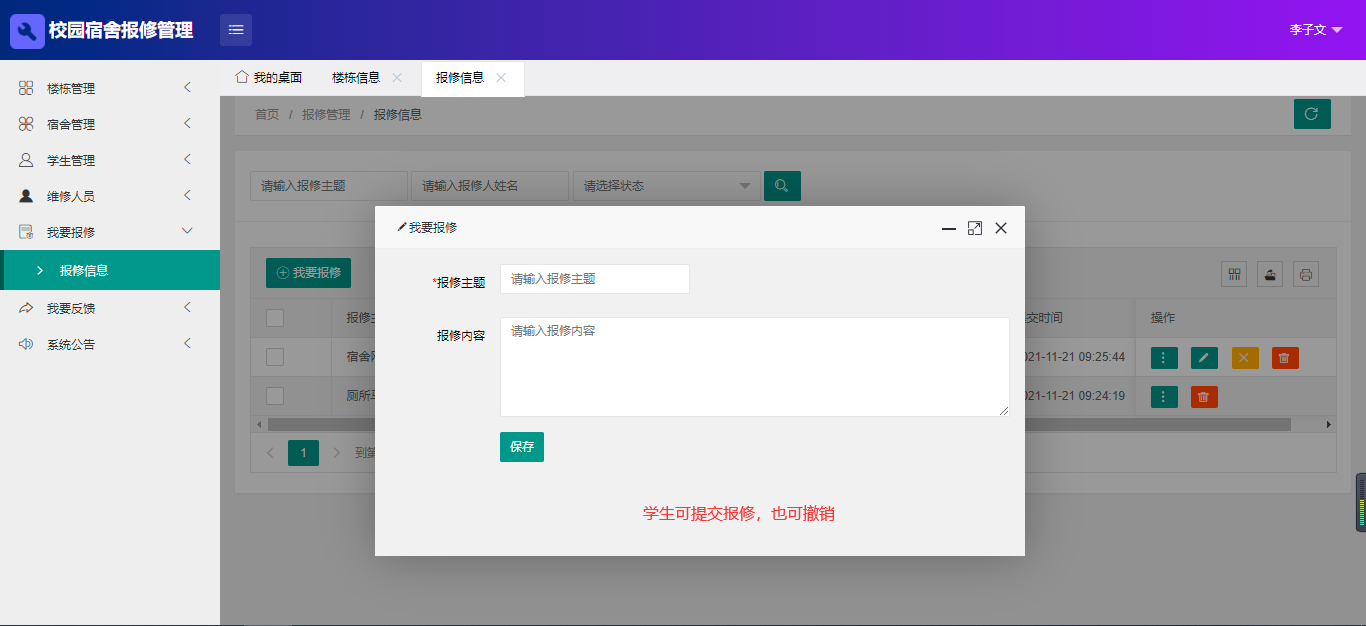 校园宿舍报修管理
李子文
楼栋管理
宿舍管理
学生管理
维修人员
我要报修
报修信息
我要反馈
系统公告
我的桌面
楼栋信息
报修信息
首页 / 报修管理 / 报修信息
请输入报修主题
请输入报修人姓名
请选择状态
我要报修
报修
交时间
操作
宿舍
21-11-21 09:25:44
厕所
21-11-21 09:24:19
1
到第
我要报修
*报修主题
请输入报修主题
报修内容
请输入报修内容
保存
学生可提交报修，也可撤销